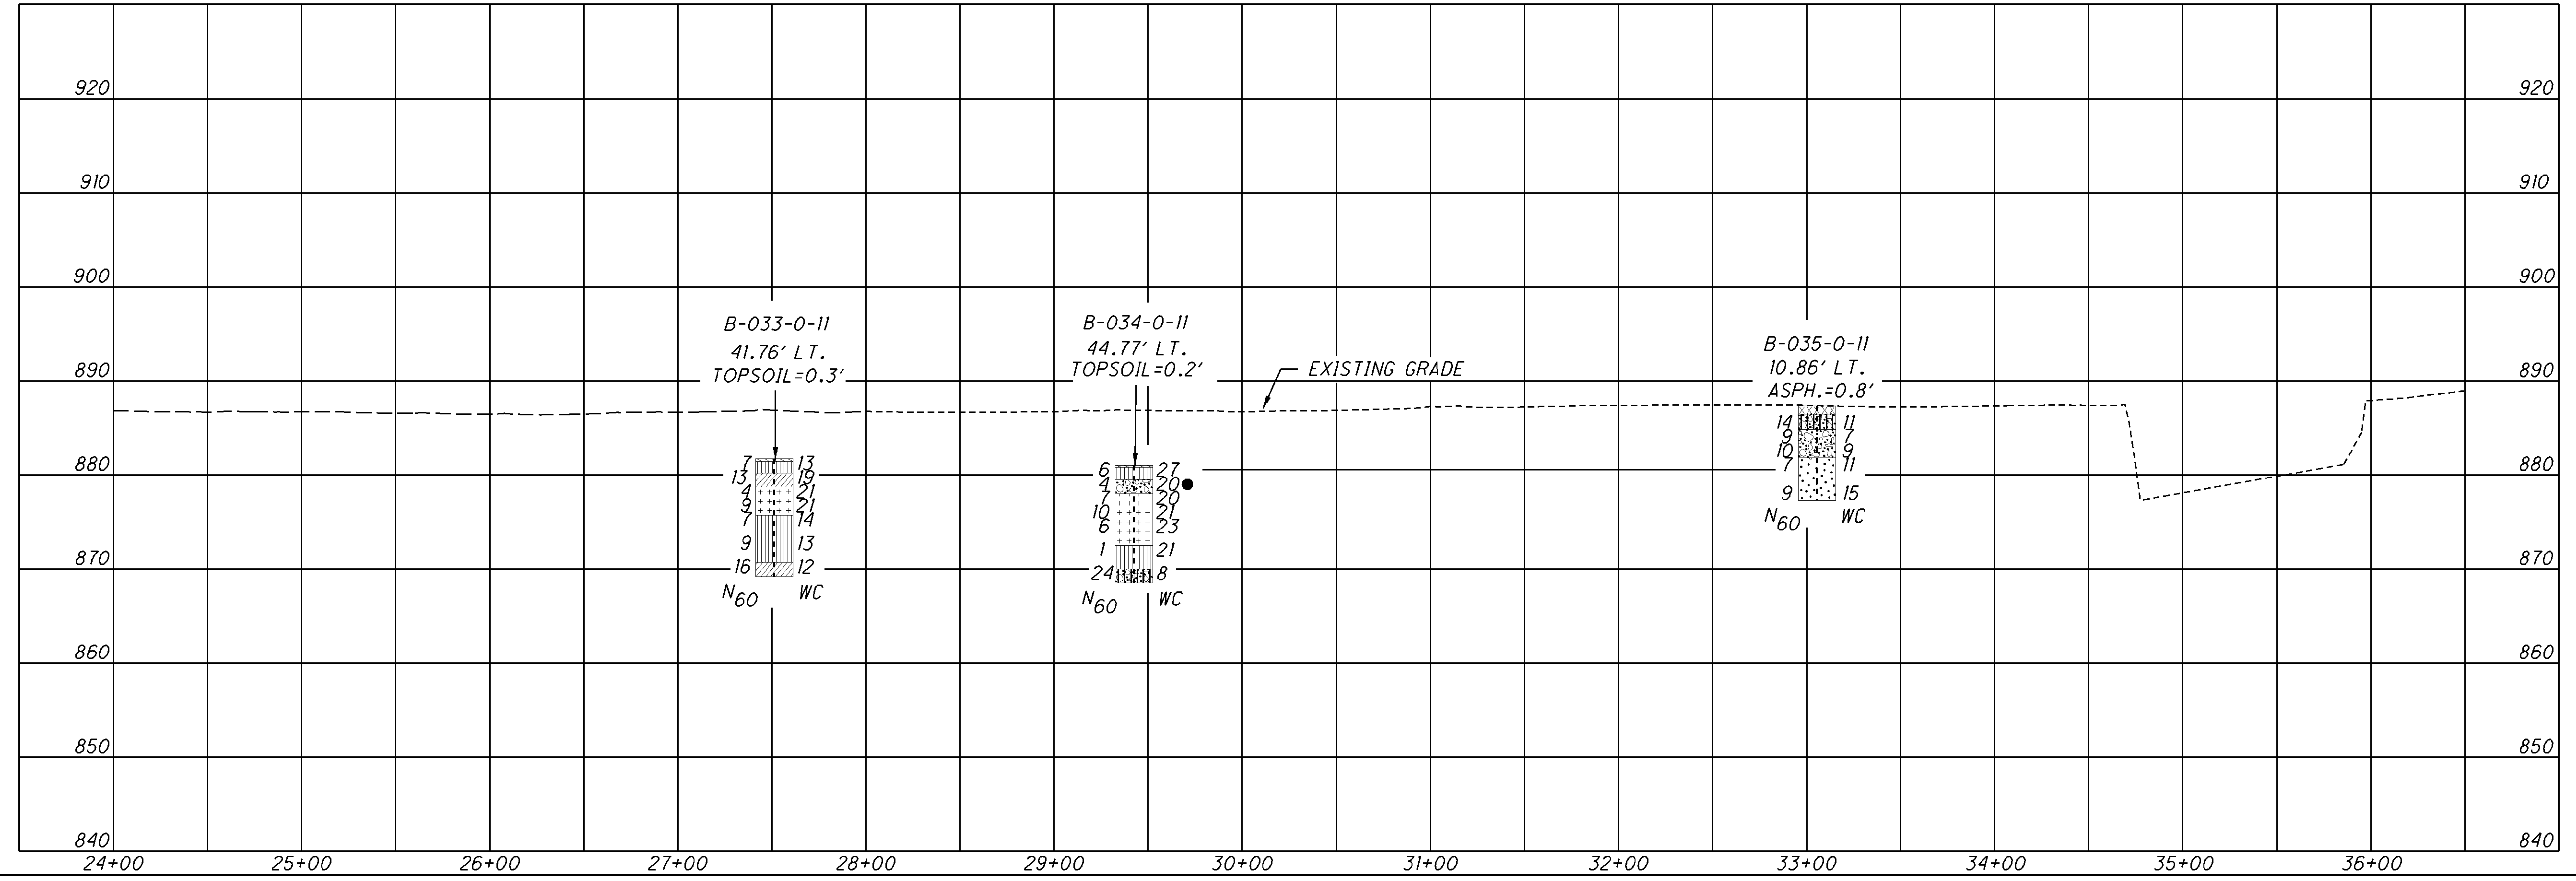 920 920
910 910
900 900
B-033-0-11
41.76' LT.
TOPSOIL=0.3'
B-034-0-11
44.77' LT.
TOPSOIL=0.2'
EXISTING GRADE
B-035-0-11
10.86' LT.
ASPH.=0.8'
890 890
880 880
7 13
13 19
4 21
9 21
7 14
9 13
16 12
N60 WC
6 27
4 20
7 20
10 21
6 23
1 21
24 8
N60 WC
14 11
9 7
10 9
7 11
9 15
N60 WC
870 870
860 860
850 850
840 840
24+00 25+00 26+00 27+00 28+00 29+00 30+00 31+00 32+00 33+00 34+00 35+00 36+00